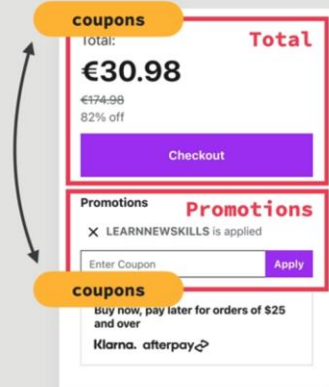 coupons
Total:
Total
€30.98
€174.98
82% off
Checkout
Promotions
Promotions
LEARNNEWSKILLS is applied
Enter Coupon
Apply
coupons
Buy now, pay later for orders of $25
and over
Klarna. afterpay